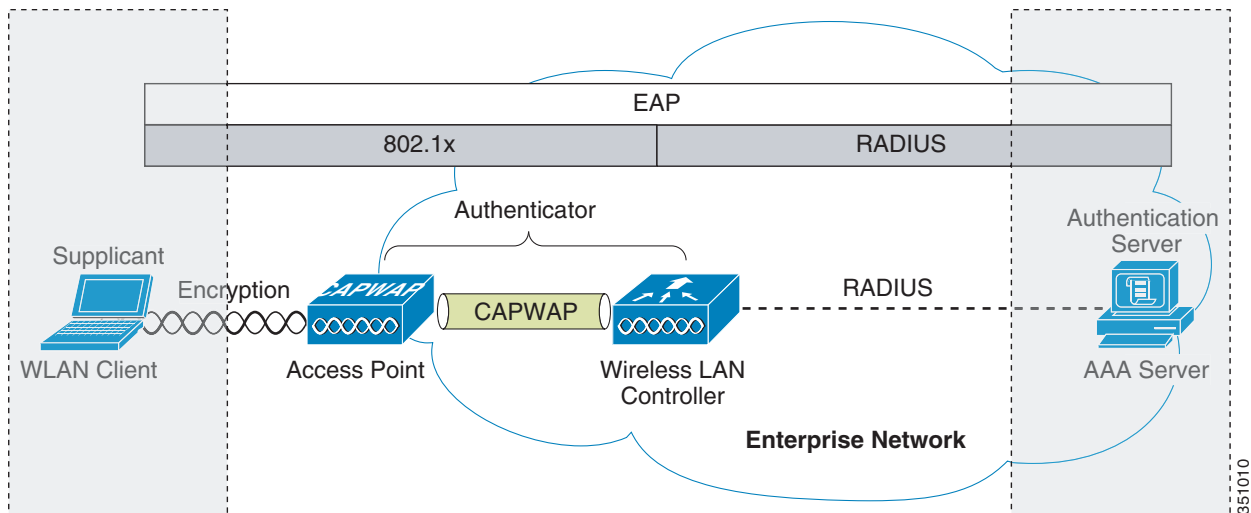 EAP
802.1x
RADIUS
Authenticator
Authentication
Server
Supplicant
Encryption
CAPWAP
CAPWAP
RADIUS
WLAN Client
Access Point
Wireless LAN
Controller
AAA Server
Enterprise Network
351010